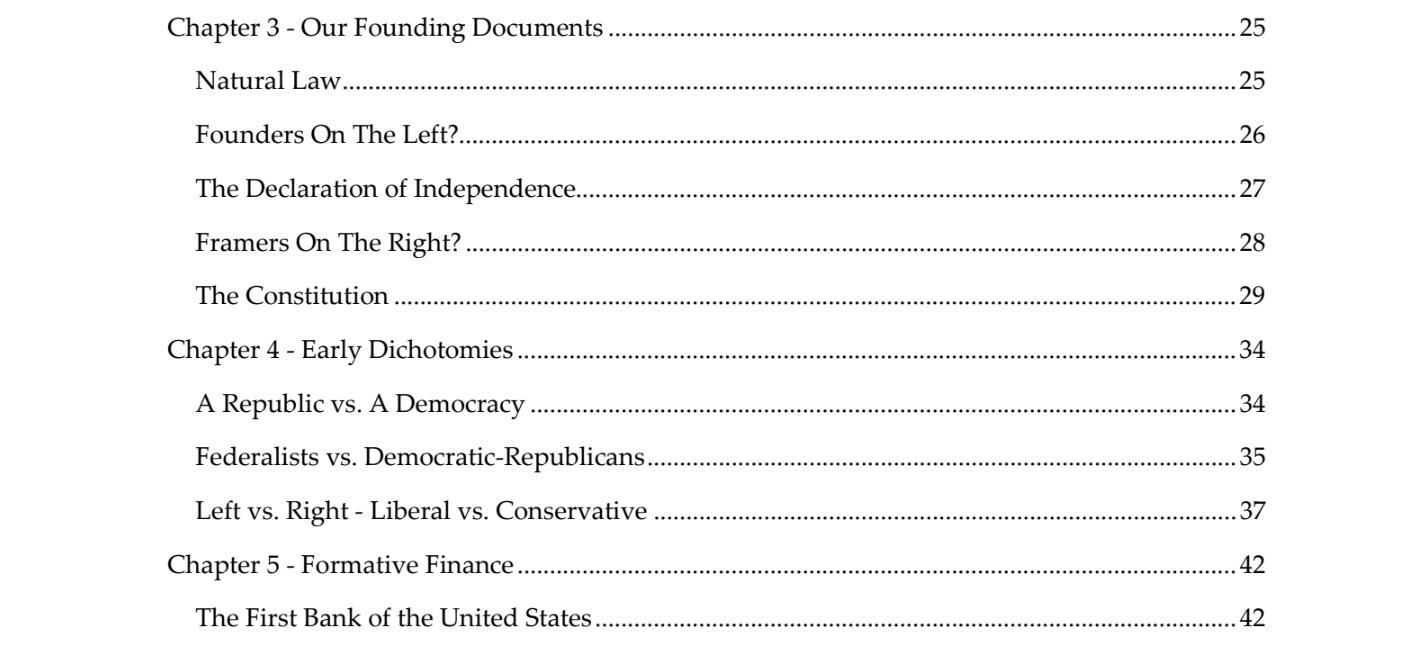 Chapter 3 - Our Founding Documents ..................................................................................................... 25
Natural Law .............................................................................................................................................. 25
Founders On The Left? ............................................................................................................................ 26
The Declaration of Independence .......................................................................................................... 27
Framers On The Right? ........................................................................................................................... 28
The Constitution ...................................................................................................................................... 29
Chapter 4 - Early Dichotomies .................................................................................................................... 34
A Republic vs. A Democracy .................................................................................................................. 34
Federalists vs. Democratic-Republicans ............................................................................................... 35
Left vs. Right - Liberal vs. Conservative .............................................................................................. 37
Chapter 5 - Formative Finance .................................................................................................................... 42
The First Bank of the United States ....................................................................................................... 42